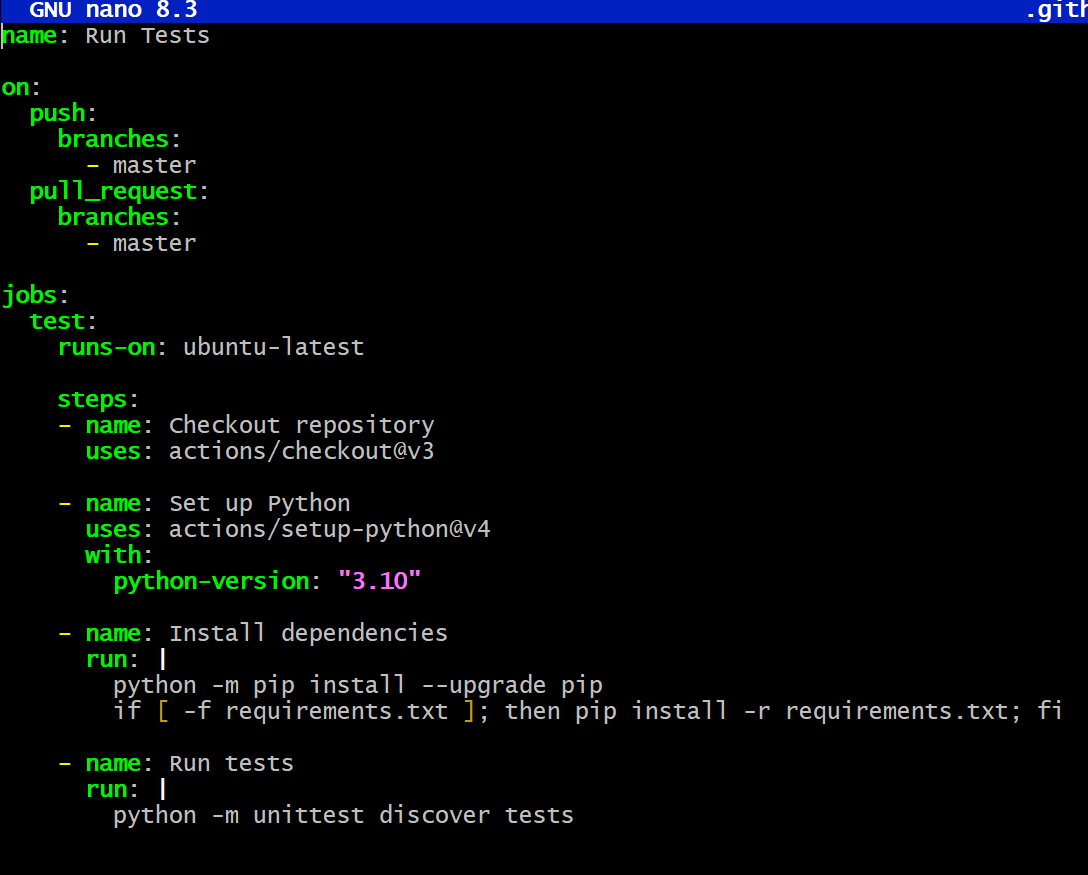 GNU nano 8.3 .gith
name: Run Tests
on:
  push:
    branches:
      - master
  pull_request:
    branches:
      - master
jobs:
  test:
    runs-on: ubuntu-latest
    steps:
    - name: Checkout repository
      uses: actions/checkout@v3
    - name: Set up Python
      uses: actions/setup-python@v4
      with:
        python-version: "3.10"
    - name: Install dependencies
      run: |
        python -m pip install --upgrade pip
        if [ -f requirements.txt ]; then pip install -r requirements.txt; fi
    - name: Run tests
      run: |
        python -m unittest discover tests